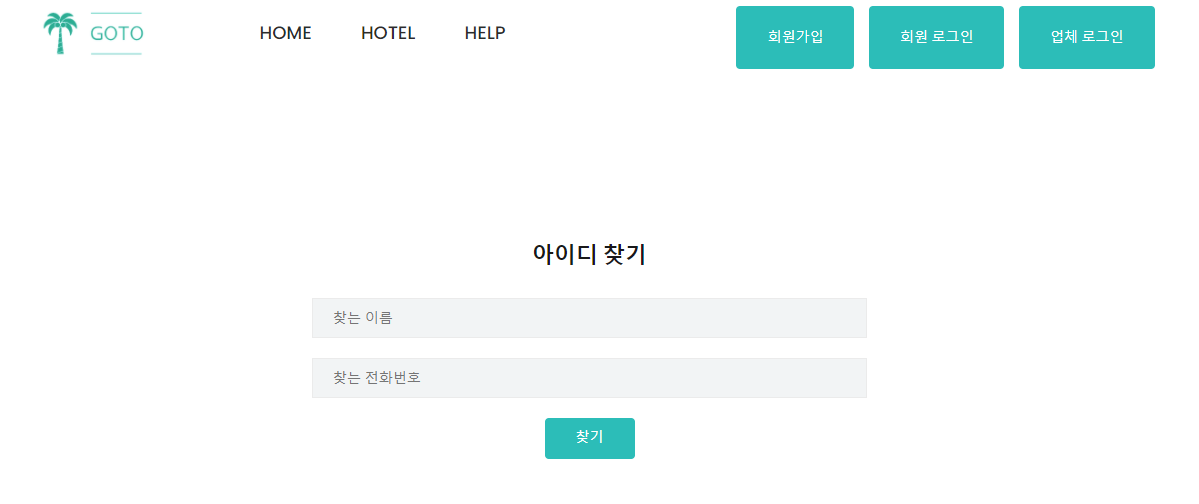 GOTO
HOME HOTEL HELP
회원가입 회원 로그인 업체 로그인
아이디 찾기
찾는 이름
찾는 전화번호
찾기